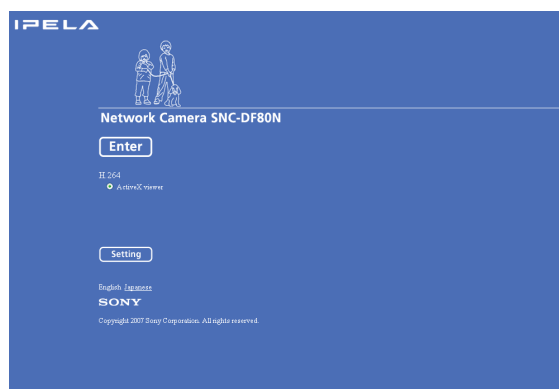 IPELA
Network Camera SNC-DF80N
Enter
H.264
ActiveX viewer
Setting
English Japanese
SONY
Copyright 2007 Sony Corporation. All rights reserved.